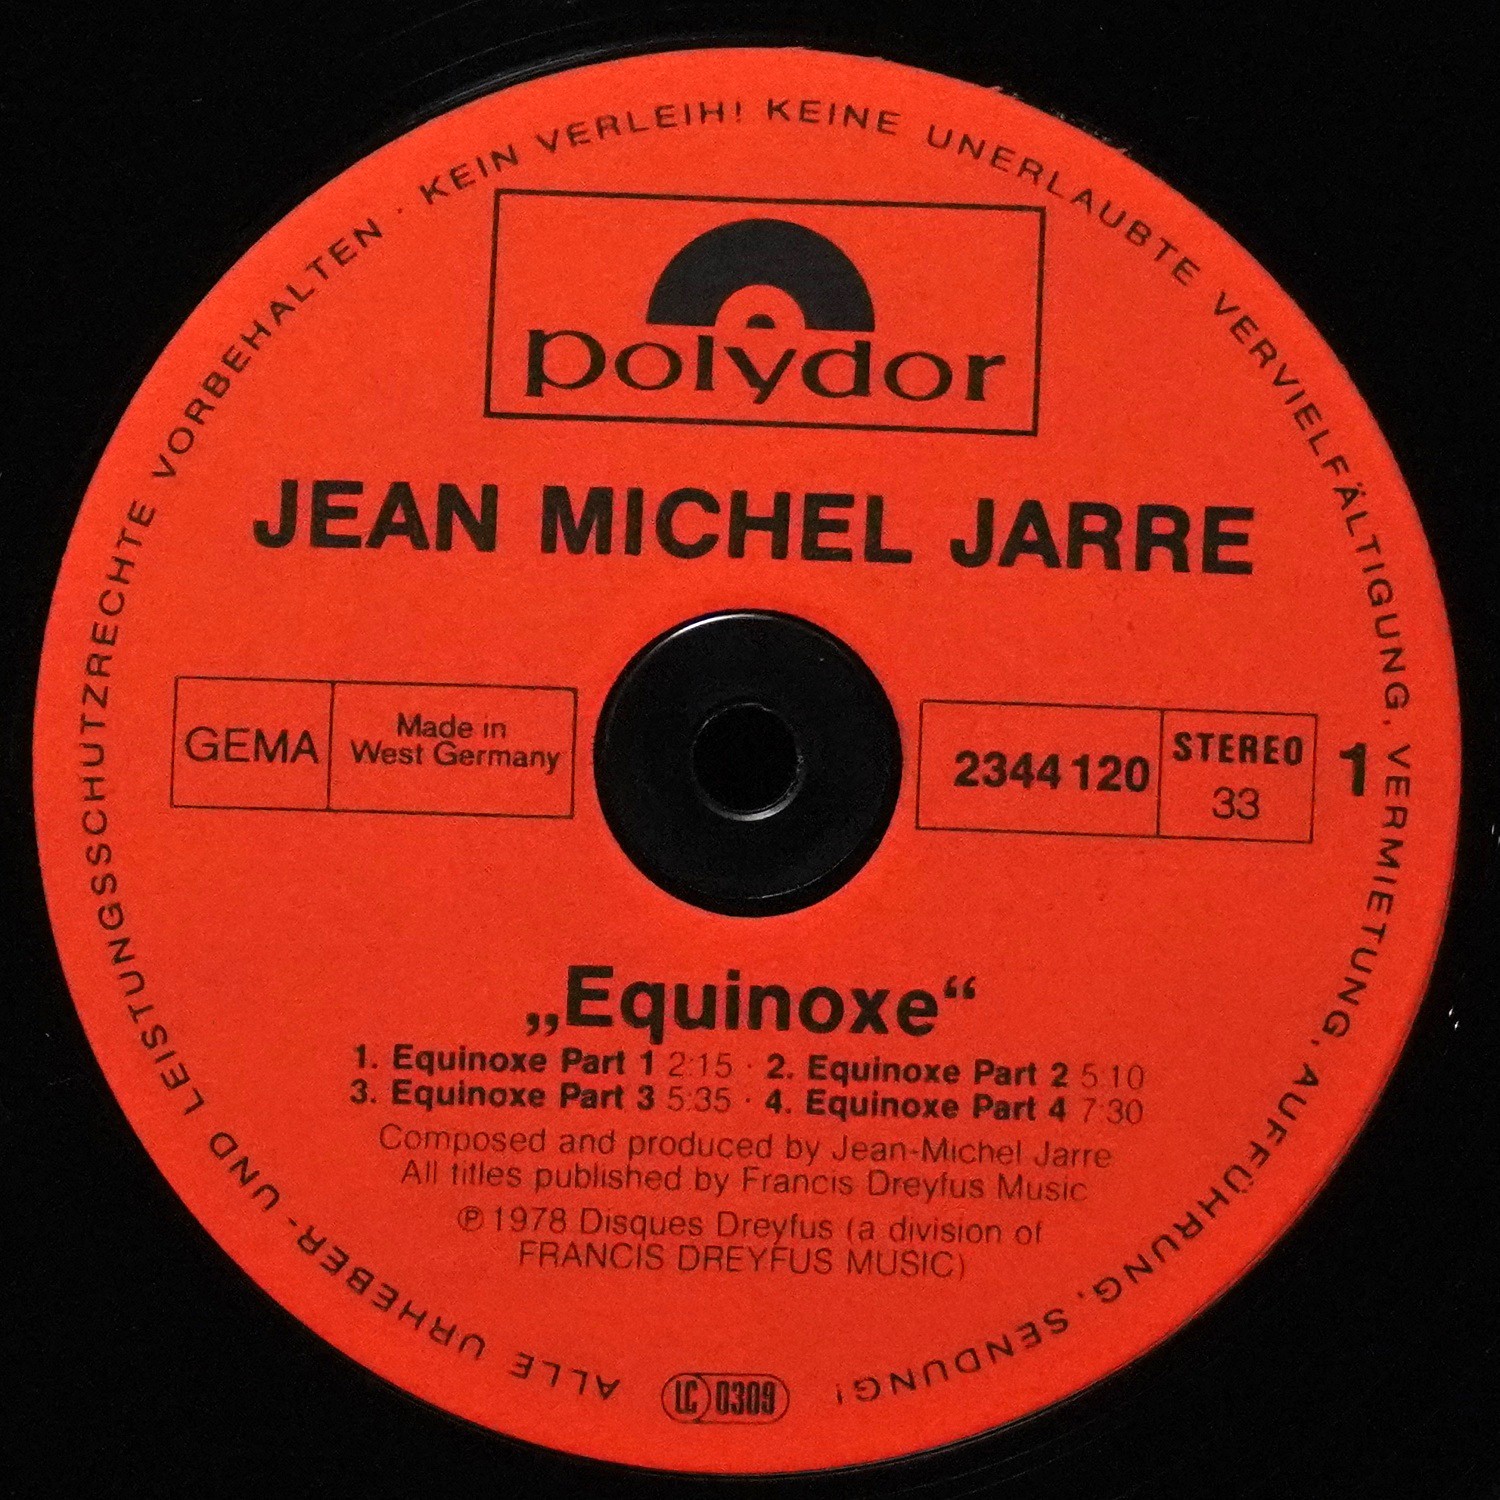 ALLE URHEBER- UND LEISTUNGSSCHUTZRECHTE VORBEHALTEN · KEIN VERLEIH! KEINE UNERLAUBTE VERVIELFÄLTIGUNG, VERMIETUNG, AUFFÜHRUNG, SENDUNG!
polydor
JEAN MICHEL JARRE
GEMA
Made in
West Germany
2344 120
STEREO
33
1
„Equinoxe“
1. Equinoxe Part 1 2:15 · 2. Equinoxe Part 2 5:10
3. Equinoxe Part 3 5:35 · 4. Equinoxe Part 4 7:30
Composed and produced by Jean-Michel Jarre
All titles published by Francis Dreyfus Music
℗ 1978 Disques Dreyfus (a division of
FRANCIS DREYFUS MUSIC)
LC 0309